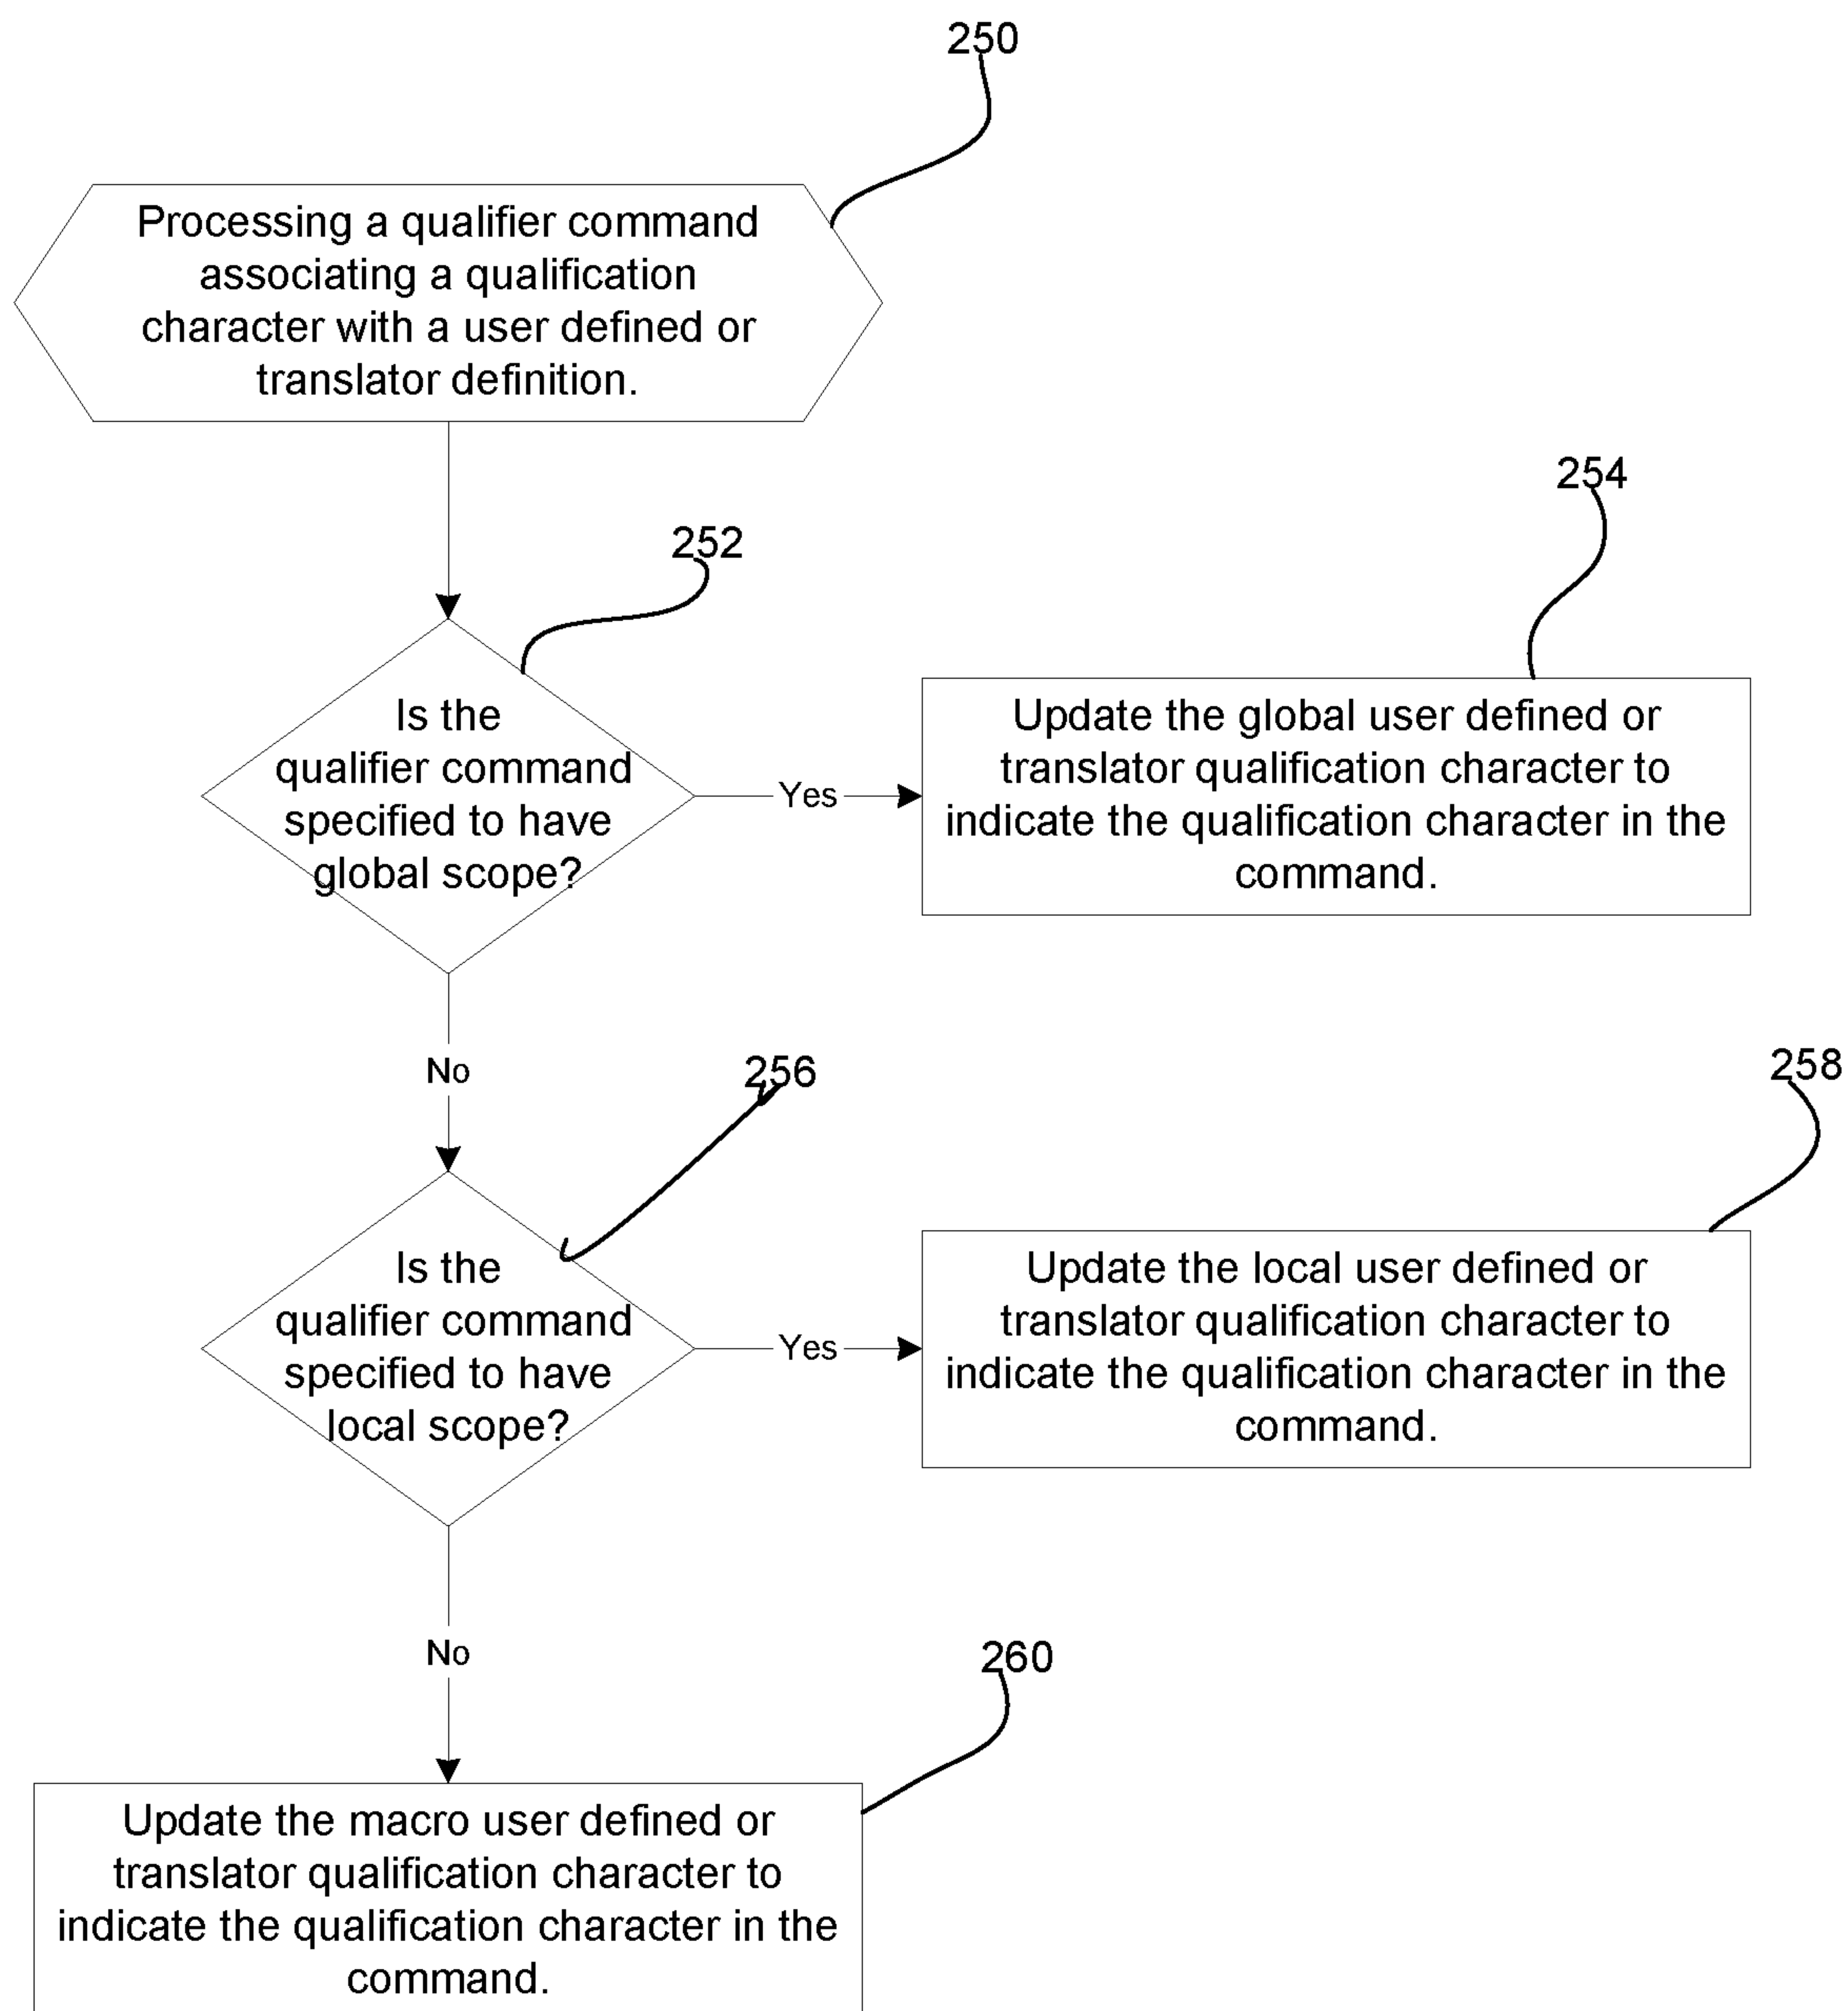 250
Processing a qualifier command
associating a qualification
character with a user defined or
translator definition.
254
252
Is the
qualifier command
specified to have
global scope?
Yes
Update the global user defined or
translator qualification character to
indicate the qualification character in the
command.
No
256
258
Is the
qualifier command
specified to have
local scope?
Yes
Update the local user defined or
translator qualification character to
indicate the qualification character in the
command.
No
260
Update the macro user defined or
translator qualification character to
indicate the qualification character in the
command.